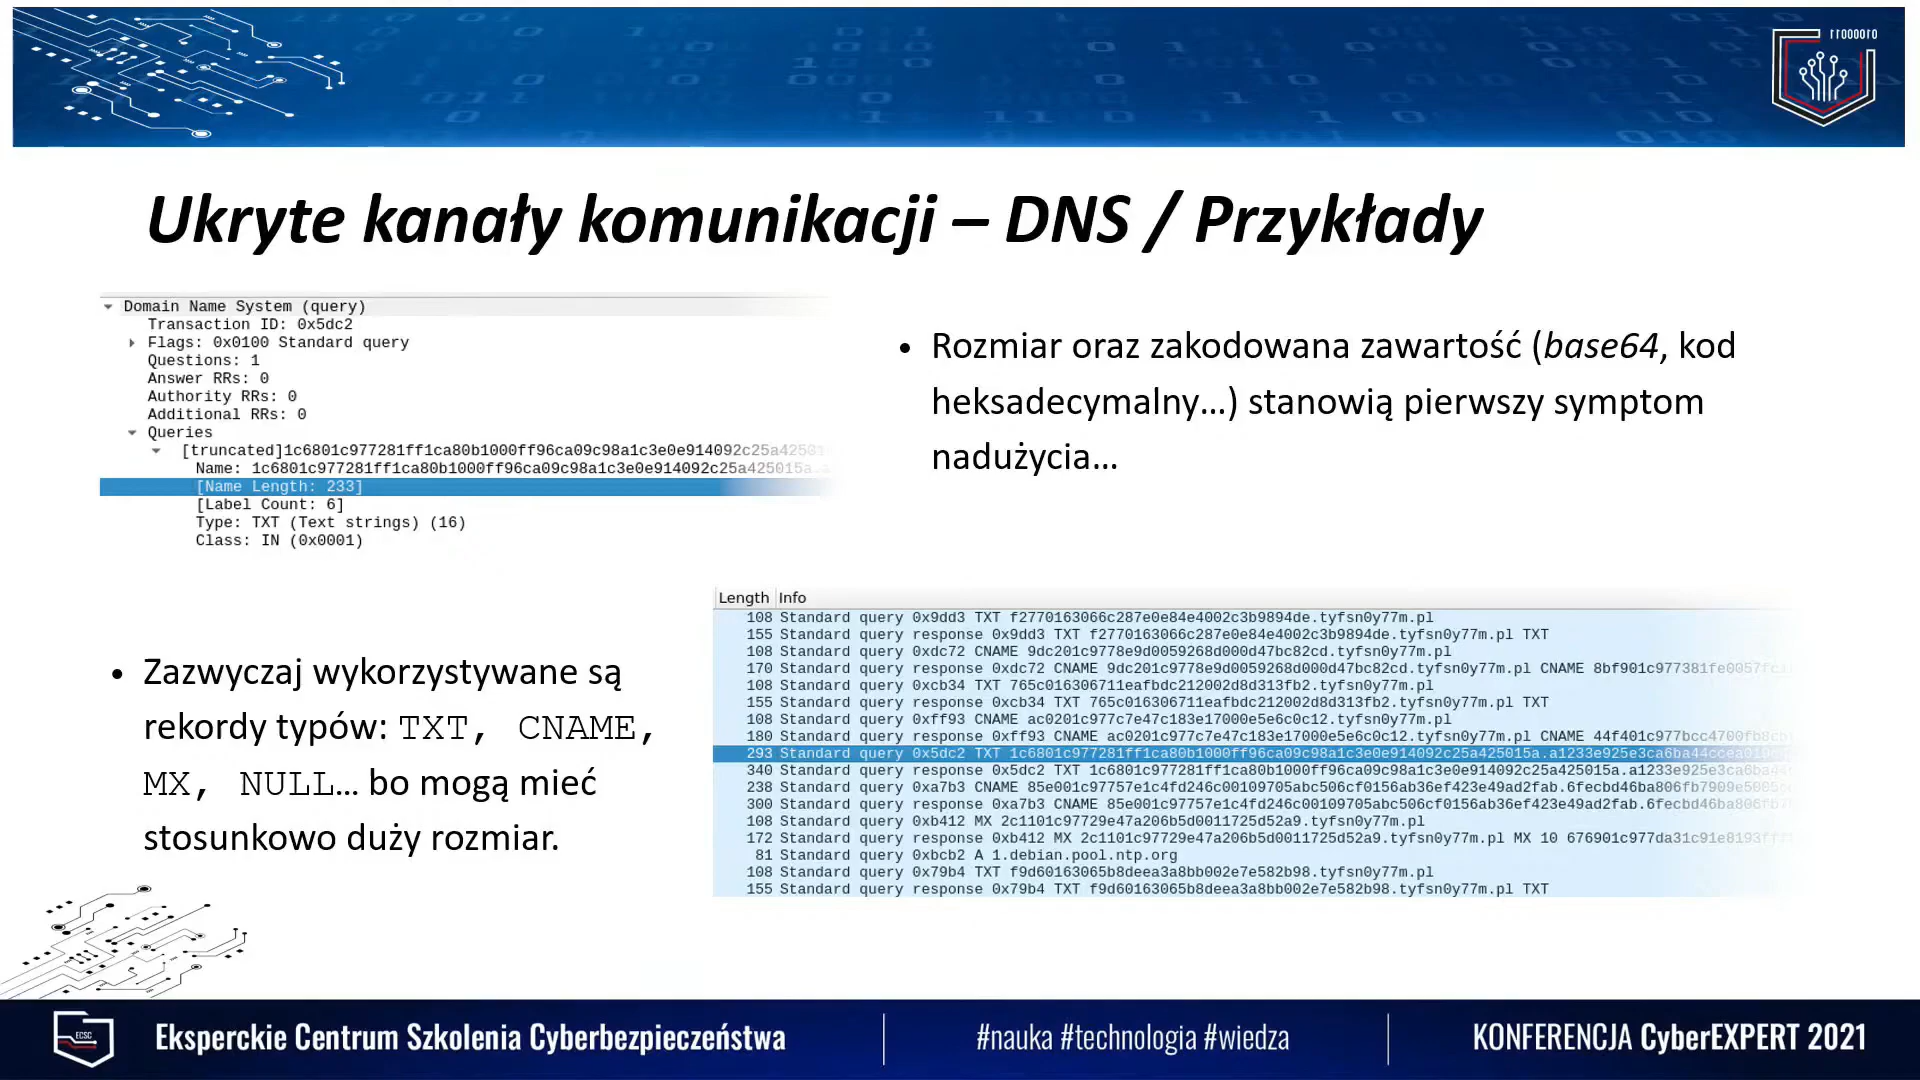 11000010
Ukryte kanały komunikacji – DNS / Przykłady
Domain Name System (query)
Transaction ID: 0x5dc2
Flags: 0x0100 Standard query
Questions: 1
Answer RRs: 0
Authority RRs: 0
Additional RRs: 0
Queries
[truncated]1c6801c977281ff1ca80b1000ff96ca09c98a1c3e0e914092c25a42501
Name: 1c6801c977281ff1ca80b1000ff96ca09c98a1c3e0e914092c25a425015a.a
[Name Length: 233]
[Label Count: 6]
Type: TXT (Text strings) (16)
Class: IN (0x0001)
• Rozmiar oraz zakodowana zawartość (base64, kod
heksadecymalny…) stanowią pierwszy symptom
nadużycia…
• Zazwyczaj wykorzystywane są
rekordy typów: TXT, CNAME,
MX, NULL… bo mogą mieć
stosunkowo duży rozmiar.
Length Info
108 Standard query 0x9dd3 TXT f2770163066c287e0e84e4002c3b9894de.tyfsn0y77m.pl
155 Standard query response 0x9dd3 TXT f2770163066c287e0e84e4002c3b9894de.tyfsn0y77m.pl TXT
108 Standard query 0xdc72 CNAME 9dc201c9778e9d0059268d000d47bc82cd.tyfsn0y77m.pl
170 Standard query response 0xdc72 CNAME 9dc201c9778e9d0059268d000d47bc82cd.tyfsn0y77m.pl CNAME 8bf901c977381fe0057fc
108 Standard query 0xcb34 TXT 765c016306711eafbdc212002d8d313fb2.tyfsn0y77m.pl
155 Standard query response 0xcb34 TXT 765c016306711eafbdc212002d8d313fb2.tyfsn0y77m.pl TXT
108 Standard query 0xff93 CNAME ac0201c977c7e47c183e17000e5e6c0c12.tyfsn0y77m.pl
180 Standard query response 0xff93 CNAME ac0201c977c7e47c183e17000e5e6c0c12.tyfsn0y77m.pl CNAME 44f401c977bcc4700fb8cb
293 Standard query 0x5dc2 TXT 1c6801c977281ff1ca80b1000ff96ca09c98a1c3e0e914092c25a425015a.a1233e925e3ca6ba44ccea01
340 Standard query response 0x5dc2 TXT 1c6801c977281ff1ca80b1000ff96ca09c98a1c3e0e914092c25a425015a.a1233e925e3ca6ba44
238 Standard query 0xa7b3 CNAME 85e001c97757e1c4fd246c00109705abc506cf0156ab36ef423e49ad2fab.6fecbd46ba806fb7909e5005
300 Standard query response 0xa7b3 CNAME 85e001c97757e1c4fd246c00109705abc506cf0156ab36ef423e49ad2fab.6fecbd46ba806fb7
108 Standard query 0xb412 MX 2c1101c97729e47a206b5d0011725d52a9.tyfsn0y77m.pl
172 Standard query response 0xb412 MX 2c1101c97729e47a206b5d0011725d52a9.tyfsn0y77m.pl MX 10 676901c977da31c91e8193fff
81 Standard query 0xbcb2 A 1.debian.pool.ntp.org
108 Standard query 0x79b4 TXT f9d60163065b8deea3a8bb002e7e582b98.tyfsn0y77m.pl
155 Standard query response 0x79b4 TXT f9d60163065b8deea3a8bb002e7e582b98.tyfsn0y77m.pl TXT
ECSC
Eksperckie Centrum Szkolenia Cyberbezpieczeństwa
#nauka #technologia #wiedza
KONFERENCJA CyberEXPERT 2021